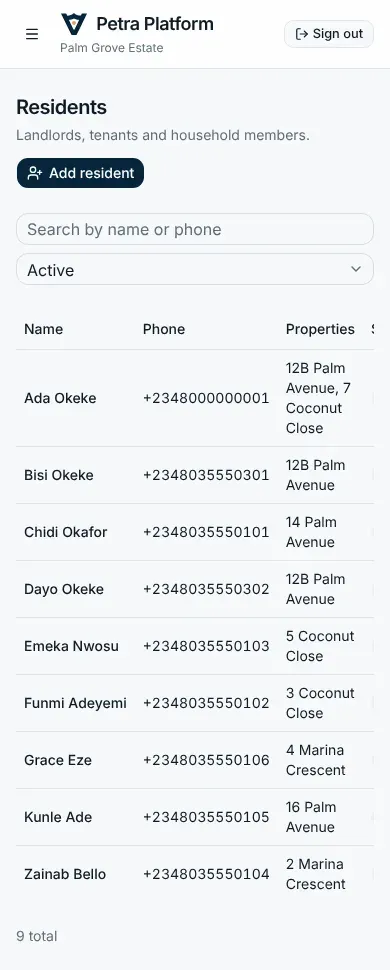 Petra Platform
Palm Grove Estate
Sign out
Residents
Landlords, tenants and household members.
Add resident
Search by name or phone
Active
Name Phone Properties
Ada Okeke +2348000000001 12B Palm
Avenue, 7
Coconut
Close
Bisi Okeke +2348035550301 12B Palm
Avenue
Chidi Okafor +2348035550101 14 Palm
Avenue
Dayo Okeke +2348035550302 12B Palm
Avenue
Emeka Nwosu +2348035550103 5 Coconut
Close
Funmi Adeyemi +2348035550102 3 Coconut
Close
Grace Eze +2348035550106 4 Marina
Crescent
Kunle Ade +2348035550105 16 Palm
Avenue
Zainab Bello +2348035550104 2 Marina
Crescent
9 total